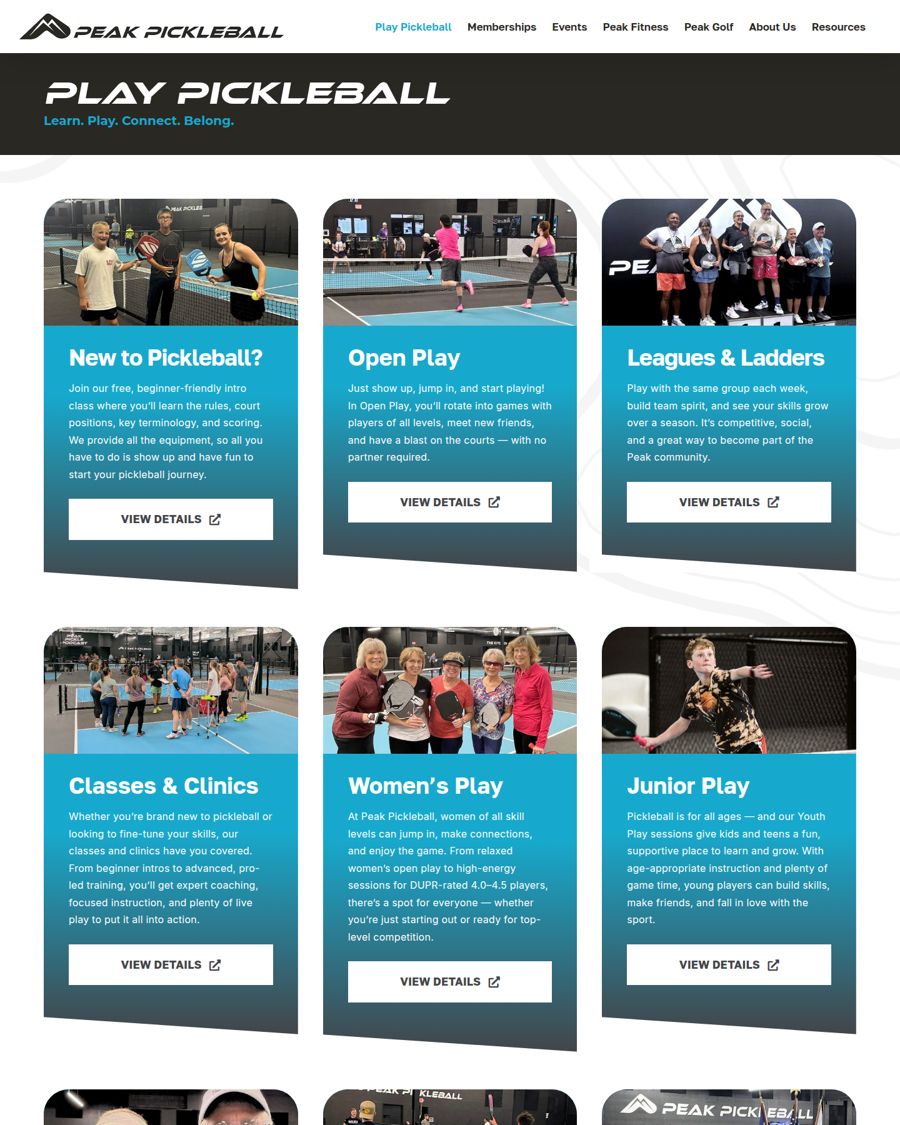 PEAK PICKLEBALL
Play Pickleball Memberships Events Peak Fitness Peak Golf About Us Resources
PLAY PICKLEBALL
Learn. Play. Connect. Belong.
New to Pickleball?
Join our free, beginner-friendly intro
class where you’ll learn the rules, court
positions, key terminology, and scoring.
We provide all the equipment, so all you
have to do is show up and have fun to
start your pickleball journey.
VIEW DETAILS
Open Play
Just show up, jump in, and start playing!
In Open Play, you’ll rotate into games with
players of all levels, meet new friends,
and have a blast on the courts — with no
partner required.
VIEW DETAILS
Leagues & Ladders
Play with the same group each week,
build team spirit, and see your skills grow
over a season. It’s competitive, social,
and a great way to become part of the
Peak community.
VIEW DETAILS
PEAK PICKLEBALL
Classes & Clinics
Whether you’re brand new to pickleball or
looking to fine-tune your skills, our
classes and clinics have you covered.
From beginner intros to advanced, pro-
led training, you’ll get expert coaching,
focused instruction, and plenty of live
play to put it all into action.
VIEW DETAILS
Women’s Play
At Peak Pickleball, women of all skill
levels can jump in, make connections,
and enjoy the game. From relaxed
women’s open play to high-energy
sessions for DUPR-rated 4.0–4.5 players,
there’s a spot for everyone — whether
you’re just starting out or ready for top-
level competition.
VIEW DETAILS
Junior Play
Pickleball is for all ages — and our Youth
Play sessions give kids and teens a fun,
supportive place to learn and grow. With
age-appropriate instruction and plenty of
game time, young players can build skills,
make friends, and fall in love with the
sport.
VIEW DETAILS
PEAK PICKLEBALL